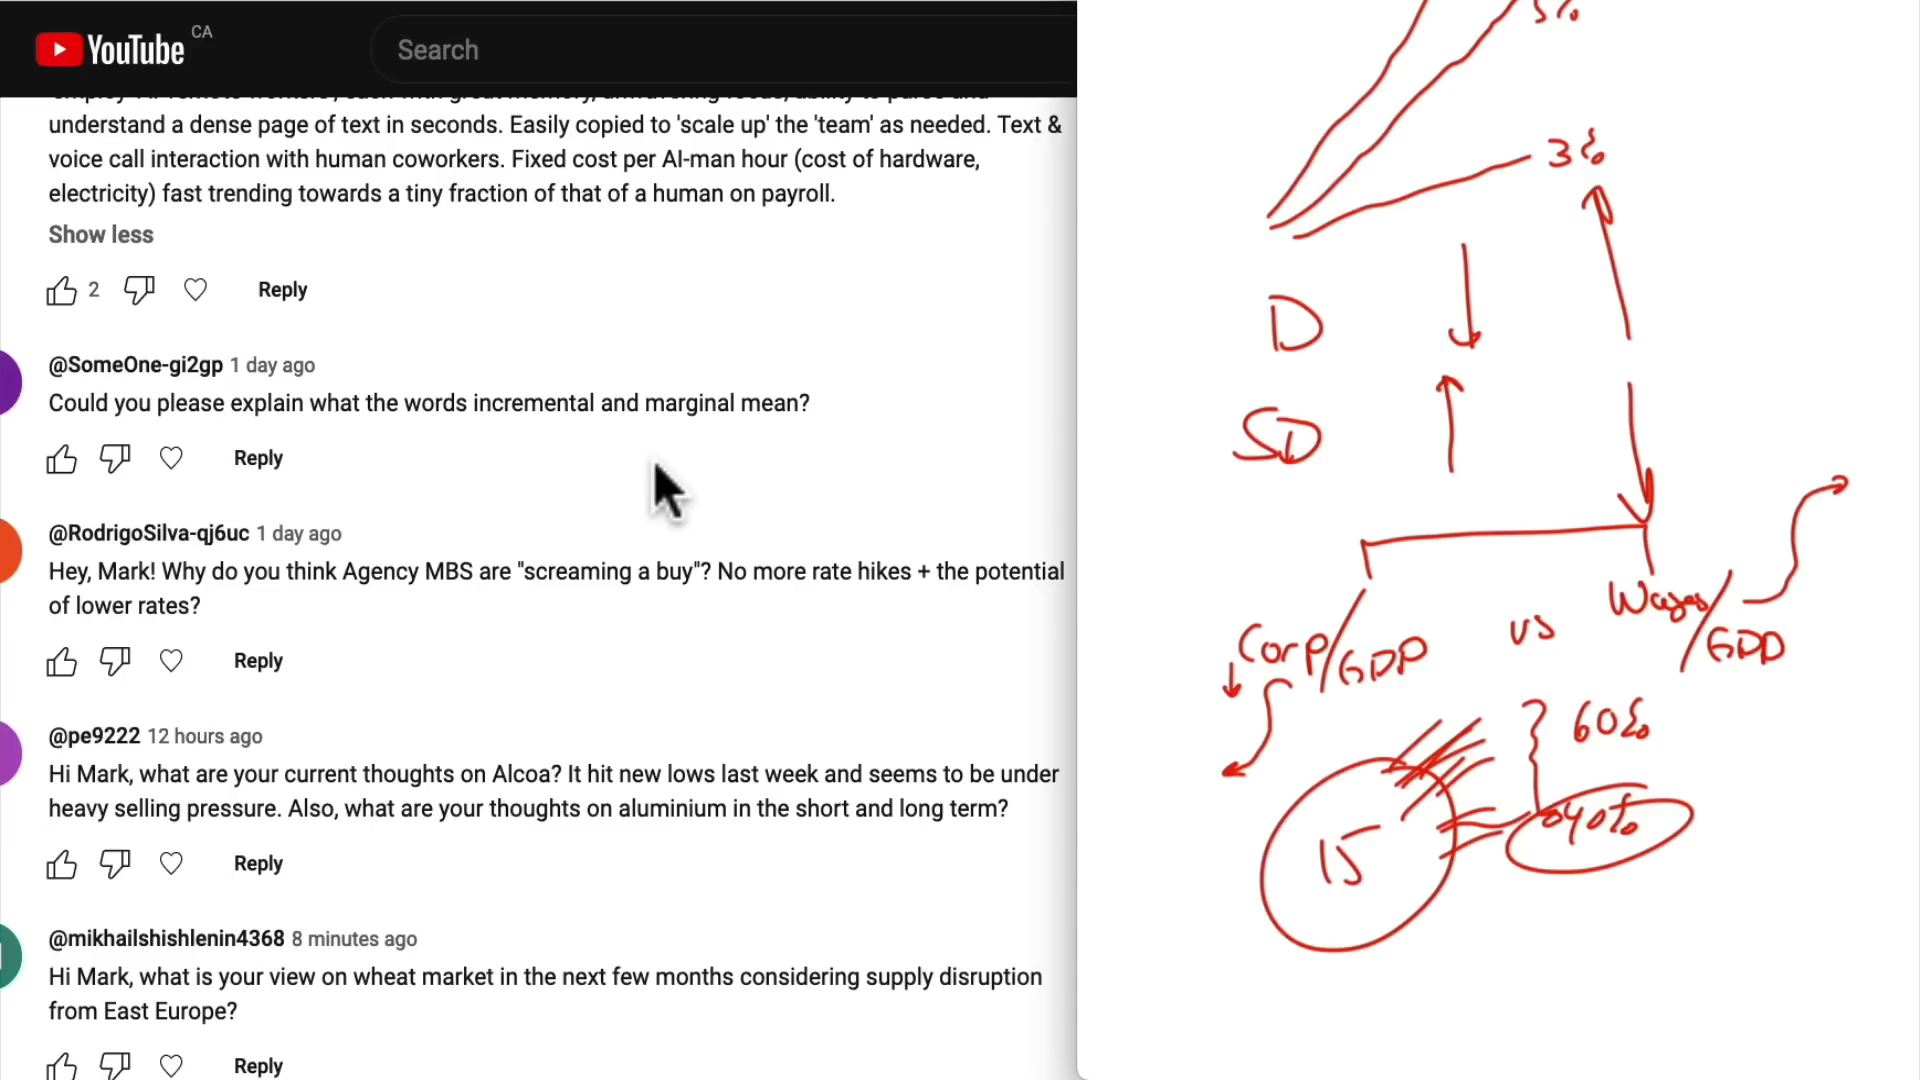 YouTube CA
Search
understand a dense page of text in seconds. Easily copied to 'scale up' the 'team' as needed. Text &
voice call interaction with human coworkers. Fixed cost per AI-man hour (cost of hardware,
electricity) fast trending towards a tiny fraction of that of a human on payroll.
Show less
2 Reply
@SomeOne-gi2gp 1 day ago
Could you please explain what the words incremental and marginal mean?
Reply
@RodrigoSilva-qj6uc 1 day ago
Hey, Mark! Why do you think Agency MBS are "screaming a buy"? No more rate hikes + the potential
of lower rates?
Reply
@pe9222 12 hours ago
Hi Mark, what are your current thoughts on Alcoa? It hit new lows last week and seems to be under
heavy selling pressure. Also, what are your thoughts on aluminium in the short and long term?
Reply
@mikhailshishlenin4368 8 minutes ago
Hi Mark, what is your view on wheat market in the next few months considering supply disruption
from East Europe?
Reply
3%
D
SD
Corp/GDP vs Wages/GDP
60%
15